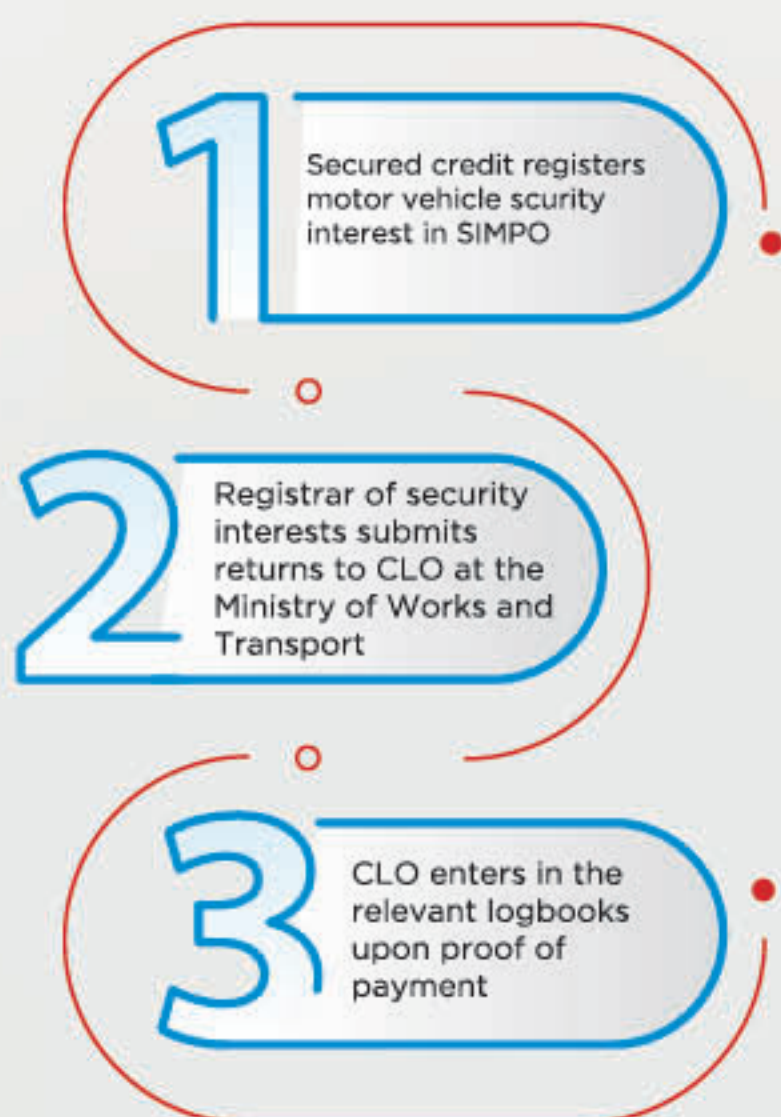 1
Secured credit registers
motor vehicle scurity
interest in SIMPO
2
Registrar of security
interests submits
returns to CLO at the
Ministry of Works and
Transport
3
CLO enters in the
relevant logbooks
upon proof of
payment